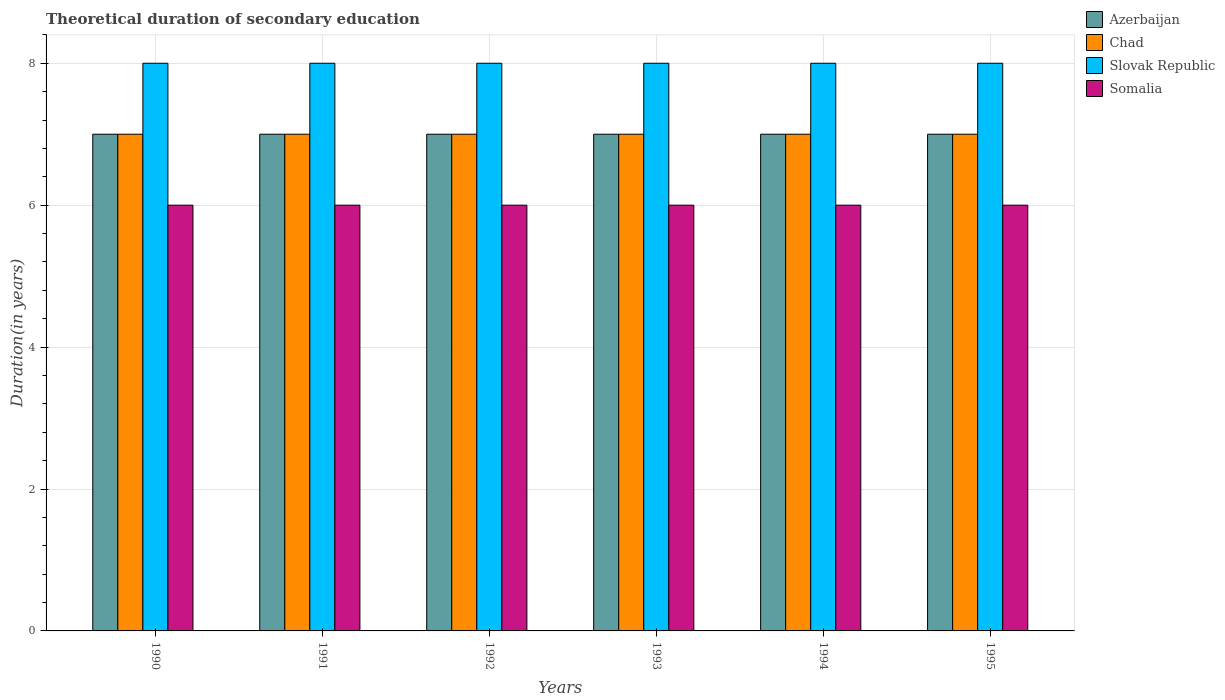 Theoretical duration of secondary education
Azerbaijan
Chad
Slovak Republic
Somalia
Duration(in years)
8
6
4
2
0
1990
1991
1992
1993
1994
1995
Years